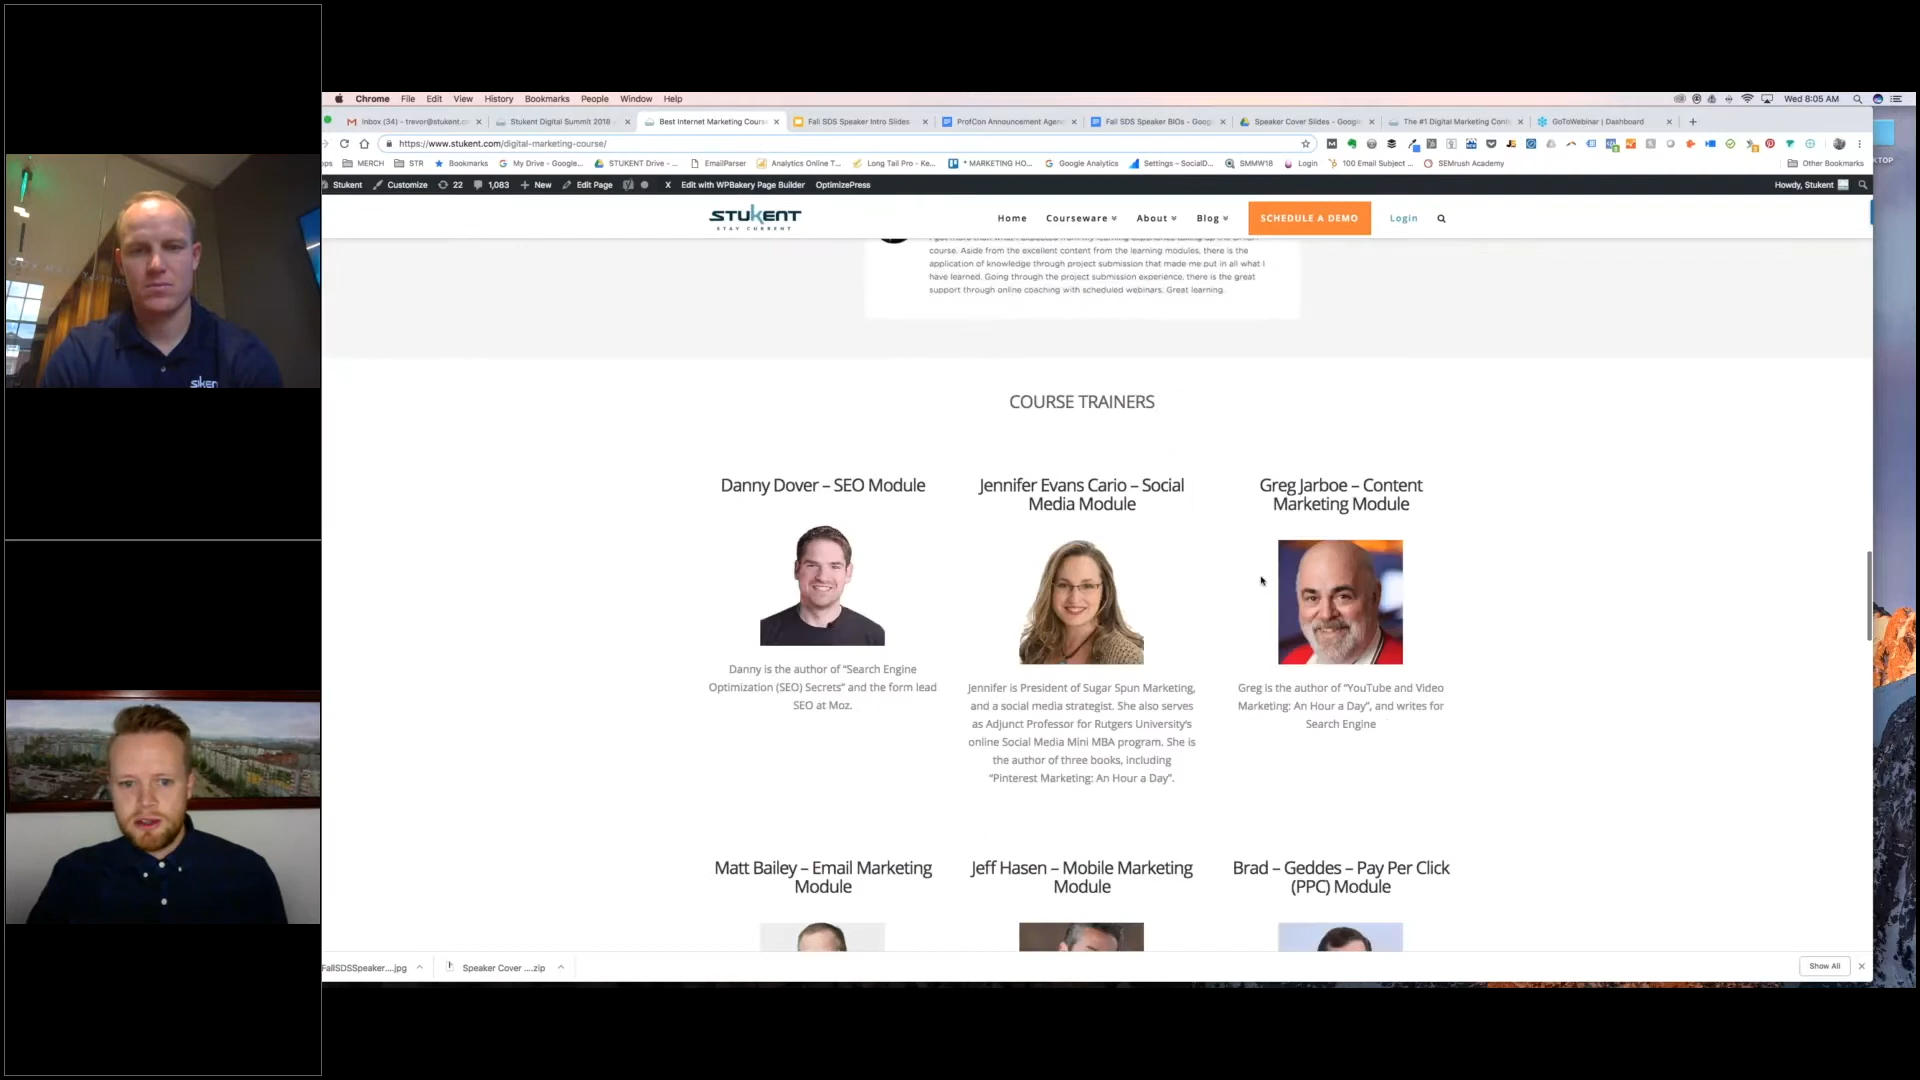 Chrome File Edit View History Bookmarks People Window Help
Wed 8:05 AM
Inbox (34) - trevor@stukent.co
Stukent Digital Summit 2018
Best Internet Marketing Cours
Fall SDS Speaker Intro Slides
ProfCon Announcement Agen
Fall SDS Speaker BIOs - Goog
Speaker Cover Slides - Google
The #1 Digital Marketing Conf
GoToWebinar | Dashboard
https://www.stukent.com/digital-marketing-course/
ops MERCH STR Bookmarks My Drive - Google... STUKENT Drive - ... EmailParser Analytics Online T... Long Tail Pro - Ke... * MARKETING HO... Google Analytics Settings – SocialD... SMMW18 Login 100 Email Subject ... SEMrush Academy Other Bookmarks
Stukent Customize 22 1,083 New Edit Page X Edit with WPBakery Page Builder OptimizePress Howdy, Stukent
STUKENT
STAY CURRENT
Home Courseware About Blog SCHEDULE A DEMO Login
course. Aside from the excellent content from the learning modules, there is the
application of knowledge through project submission that made me put in all what I
have learned. Going through the project submission experience, there is the great
support through online coaching with scheduled webinars. Great learning.
COURSE TRAINERS
Danny Dover – SEO Module
Danny is the author of “Search Engine
Optimization (SEO) Secrets” and the form lead
SEO at Moz.
Jennifer Evans Cario – Social
Media Module
Jennifer is President of Sugar Spun Marketing,
and a social media strategist. She also serves
as Adjunct Professor for Rutgers University's
online Social Media Mini MBA program. She is
the author of three books, including
“Pinterest Marketing: An Hour a Day”.
Greg Jarboe – Content
Marketing Module
Greg is the author of “YouTube and Video
Marketing: An Hour a Day”, and writes for
Search Engine
Matt Bailey – Email Marketing
Module
Jeff Hasen – Mobile Marketing
Module
Brad – Geddes – Pay Per Click
(PPC) Module
FallSDSSpeaker....jpg
Speaker Cover ....zip
Show All